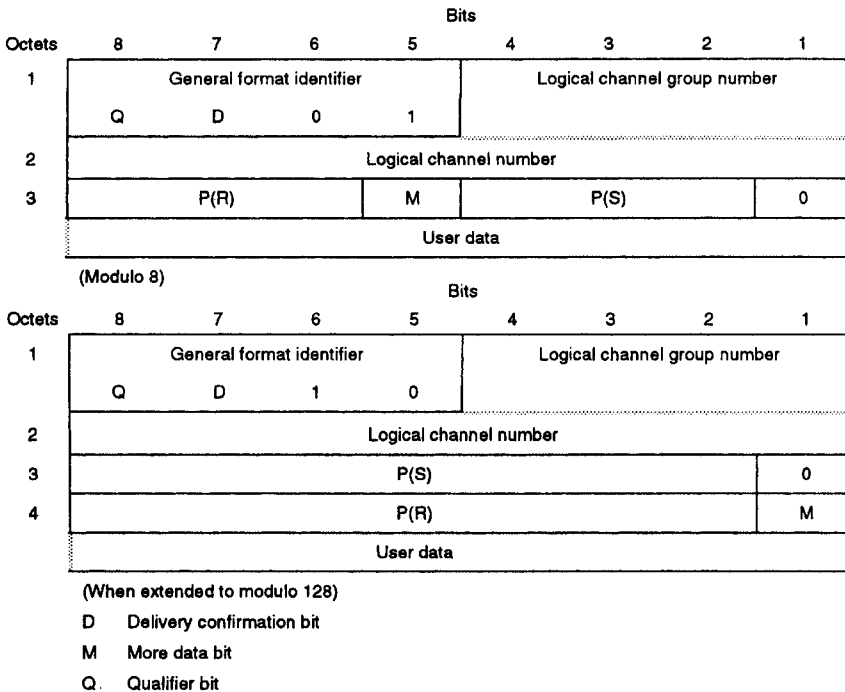 Bits
Octets 8 7 6 5 4 3 2 1
1 General format identifier Logical channel group number
Q D 0 1
2 Logical channel number
3 P(R) M P(S) 0
User data
(Modulo 8)
Bits
Octets 8 7 6 5 4 3 2 1
1 General format identifier Logical channel group number
Q D 1 0
2 Logical channel number
3 P(S) 0
4 P(R) M
User data
(When extended to modulo 128)
D Delivery confirmation bit
M More data bit
Q. Qualifier bit